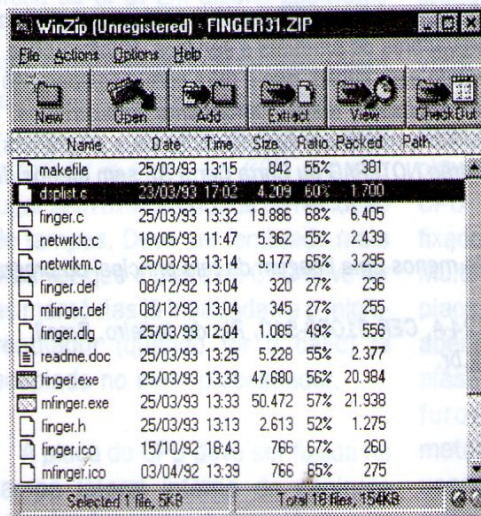 WinZip (Unregistered) - FINGER31.ZIP
File Actions Options Help
New Open Add Extract View CheckOut
Name Date Time Size Ratio Packed Path
makefile 25/03/93 13:15 842 55% 381
dsplist.c 23/03/93 17:02 4.209 60% 1.700
finger.c 25/03/93 13:32 19.886 68% 6.405
netwkb.c 18/05/93 11:47 5.362 55% 2.439
netwkm.c 25/03/93 13:14 9.177 65% 3.295
finger.def 08/12/92 13:04 320 27% 236
mfinger.def 08/12/92 13:04 345 27% 255
finger.dlg 25/03/93 12:04 1.085 49% 556
readme.doc 25/03/93 13:25 5.228 55% 2.377
finger.exe 25/03/93 13:33 47.680 56% 20.984
mfinger.exe 25/03/93 13:33 50.472 57% 21.938
finger.h 25/03/93 13:13 2.613 52% 1.275
finger.ico 15/10/92 18:43 766 67% 260
mfinger.ico 03/04/92 13:39 766 65% 275
Selected 1 file, 5KB Total 18 files, 154KB